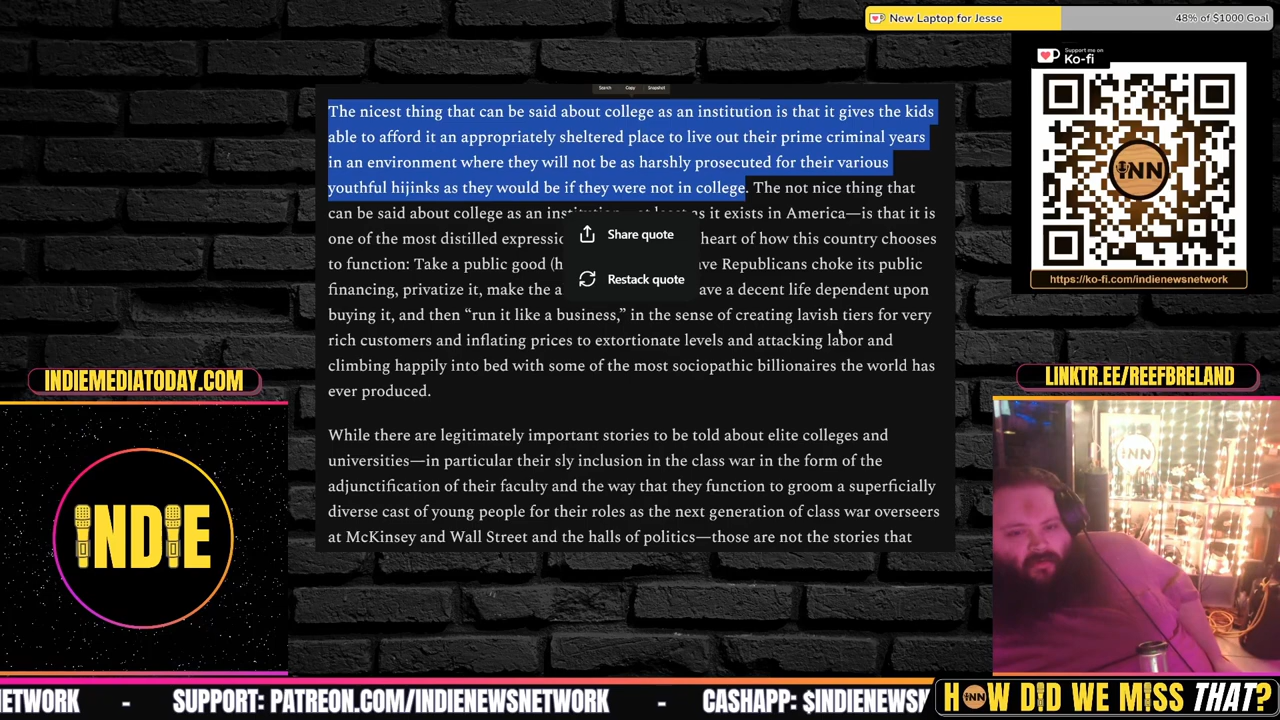 New Laptop for Jesse
48% of $1000 Goal
Support me on
Ko-fi
INN
https://ko-fi.com/indienewsnetwork
Search Copy Snapshot
The nicest thing that can be said about college as an institution is that it gives the kids
able to afford it an appropriately sheltered place to live out their prime criminal years
in an environment where they will not be as harshly prosecuted for their various
youthful hijinks as they would be if they were not in college. The not nice thing that
can be said about college as an institution—at least as it exists in America—is that it is
one of the most distilled expressio heart of how this country chooses
to function: Take a public good (h ve Republicans choke its public
financing, privatize it, make the a ave a decent life dependent upon
buying it, and then “run it like a business,” in the sense of creating lavish tiers for very
rich customers and inflating prices to extortionate levels and attacking labor and
climbing happily into bed with some of the most sociopathic billionaires the world has
ever produced.
Share quote
Restack quote
While there are legitimately important stories to be told about elite colleges and
universities—in particular their sly inclusion in the class war in the form of the
adjunctification of their faculty and the way that they function to groom a superficially
diverse cast of young people for their roles as the next generation of class war overseers
at McKinsey and Wall Street and the halls of politics—those are not the stories that
INDIEMEDIATODAY.COM
INDIE
LINKTR.EE/REEFBRELAND
INN
NETWORK - SUPPORT: PATREON.COM/INDIENEWSNETWORK - CASHAPP: $INDIENEWSN
HOW DID WE MISS THAT?